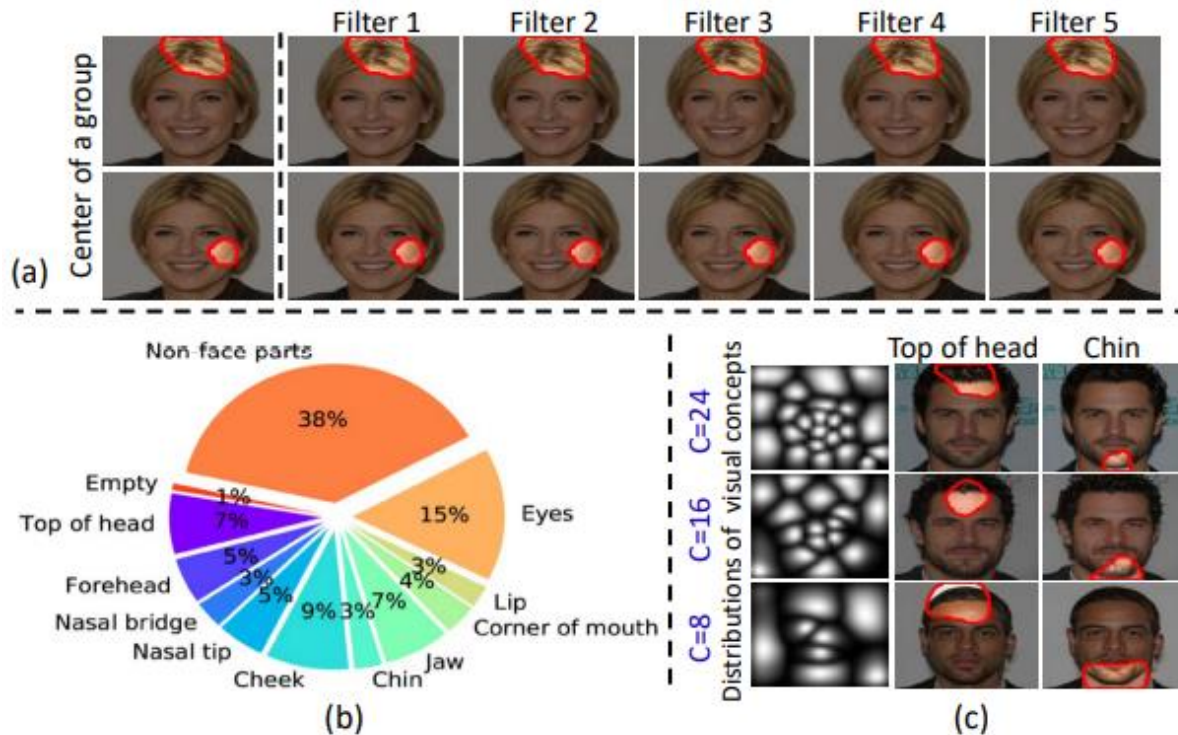 Filter 1 Filter 2 Filter 3 Filter 4 Filter 5
Center of a group
(a)
Non-face parts
38%
Empty
1%
Top of head
7%
Forehead
5%
Nasal bridge
3%
Nasal tip
5%
Cheek
9%
Chin
3%
Jaw
7%
Corner of mouth
4%
Lip
3%
Eyes
15%
(b)
Top of head Chin
C=24
C=16
C=8
Distributions of visual concepts
(c)